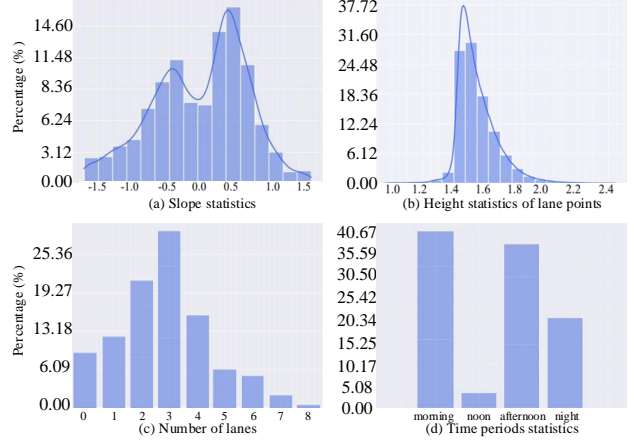 Percentage (%)
14.60
11.48
8.36
6.24
3.12
0.00
-1.5 -1.0 -0.5 0.0 0.5 1.0 1.5
(a) Slope statistics
37.72
31.60
24.48
18.36
12.24
6.12
0.00
1.0 1.2 1.4 1.6 1.8 2.0 2.2 2.4
(b) Height statistics of lane points
Percentage (%)
25.36
19.27
13.18
6.09
0.00
0 1 2 3 4 5 6 7 8
(c) Number of lanes
40.67
35.59
30.50
25.42
20.34
15.25
10.17
5.08
0.00
morning noon afternoon night
(d) Time periods statistics